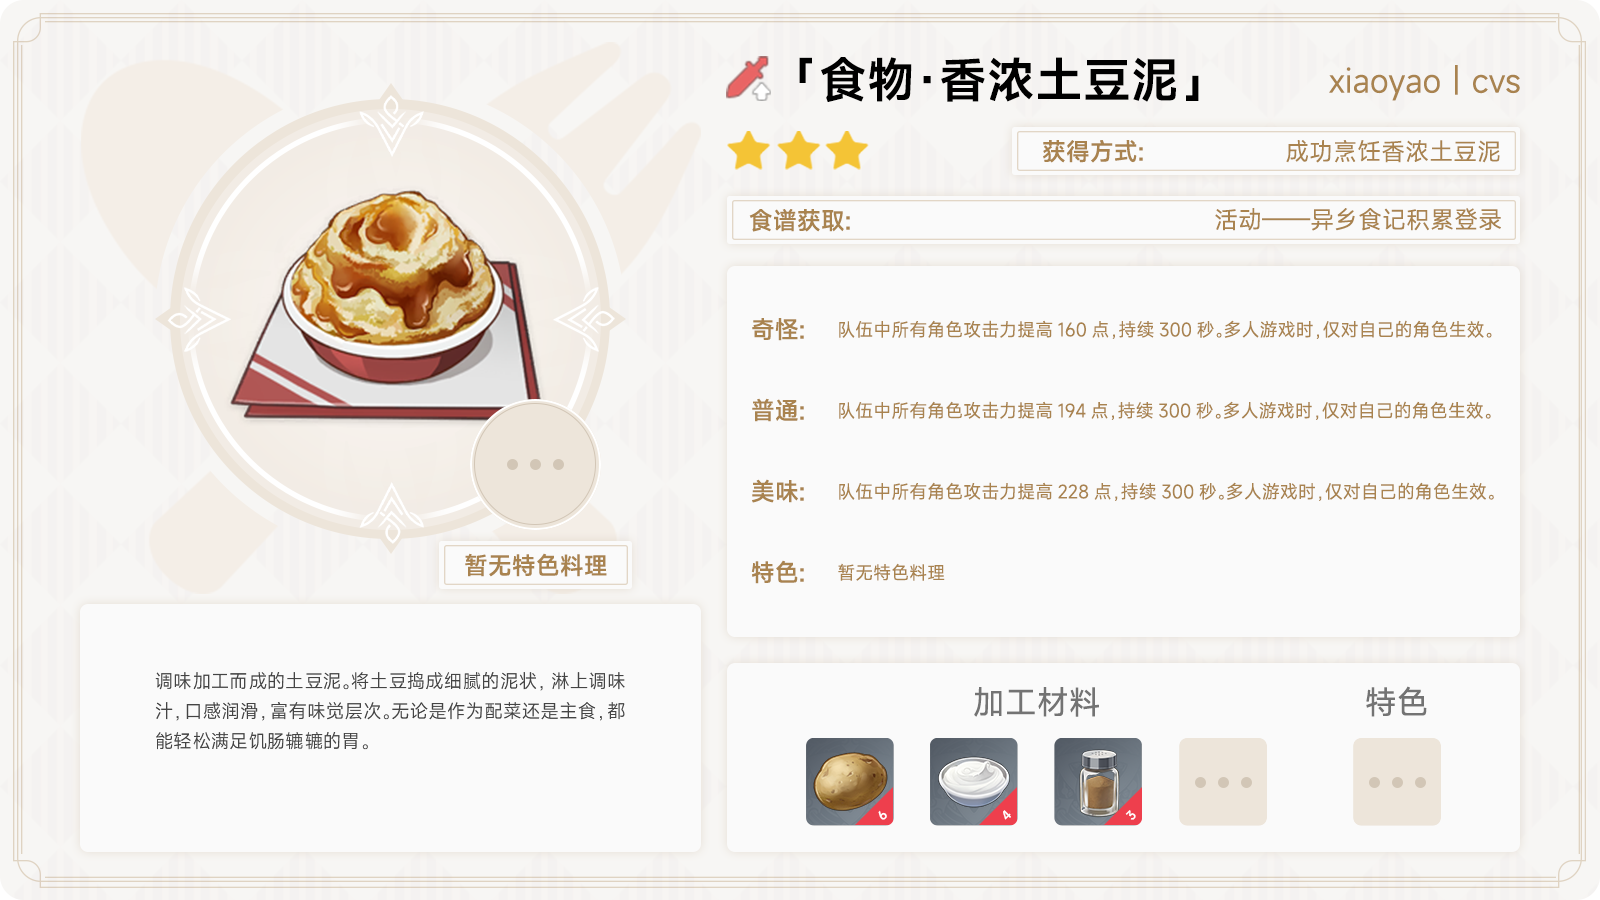 「食物·香浓土豆泥」
xiaoyao | cvs
获得方式:
成功烹饪香浓土豆泥
食谱获取:
活动——异乡食记积累登录
奇怪:
队伍中所有角色攻击力提高 160 点,持续 300 秒。多人游戏时,仅对自己的角色生效。
普通:
队伍中所有角色攻击力提高 194 点,持续 300 秒。多人游戏时,仅对自己的角色生效。
美味:
队伍中所有角色攻击力提高 228 点,持续 300 秒。多人游戏时,仅对自己的角色生效。
特色:
暂无特色料理
暂无特色料理
调味加工而成的土豆泥。将土豆捣成细腻的泥状, 淋上调味
汁, 口感润滑, 富有味觉层次。无论是作为配菜还是主食, 都
能轻松满足饥肠辘辘的胃。
加工材料
特色
6
4
3